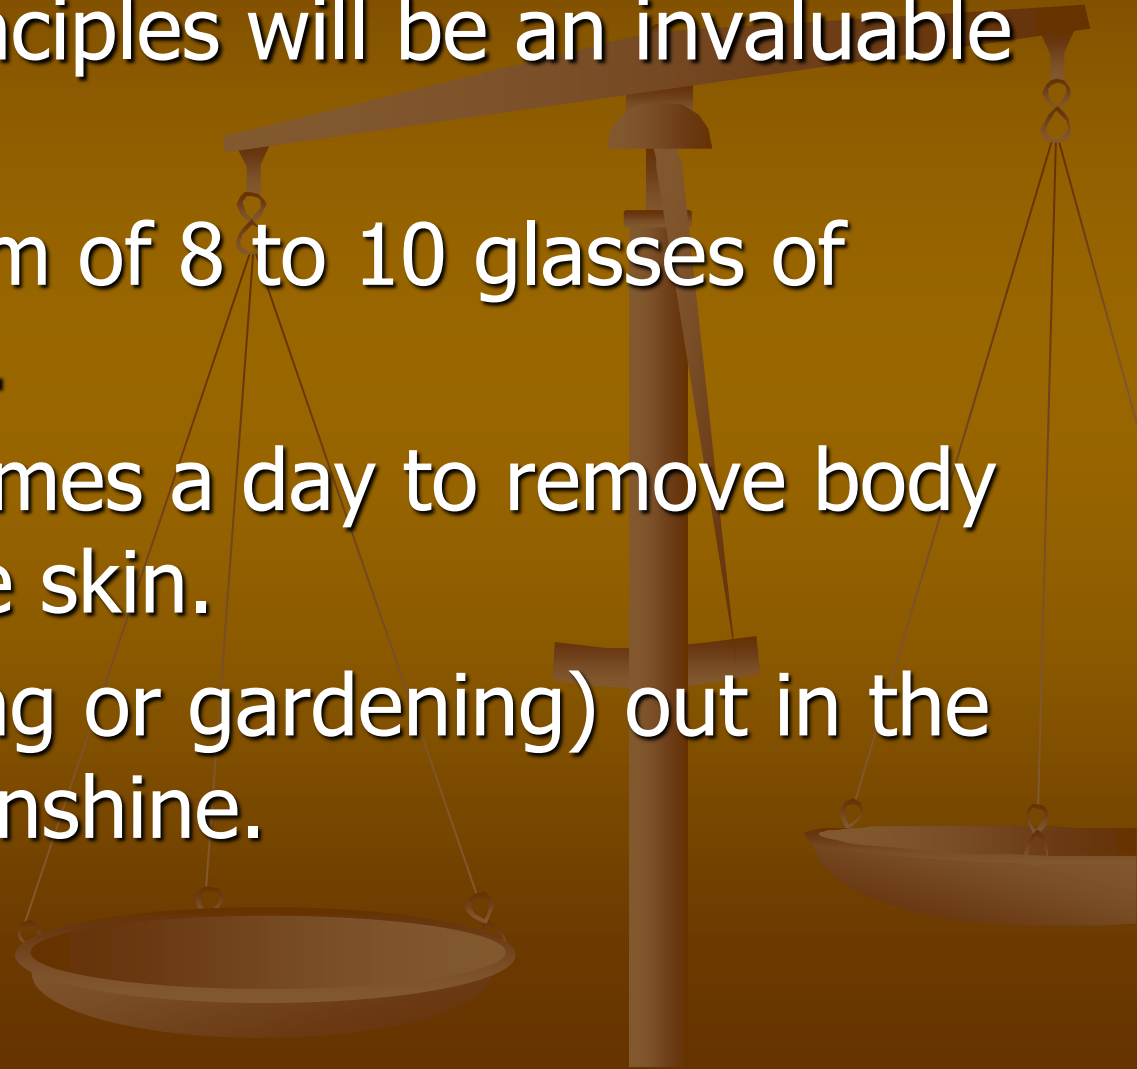 nciples will be an invaluable
m of 8 to 10 glasses of
.
mes a day to remove body
e skin.
ng or gardening) out in the
nshine.